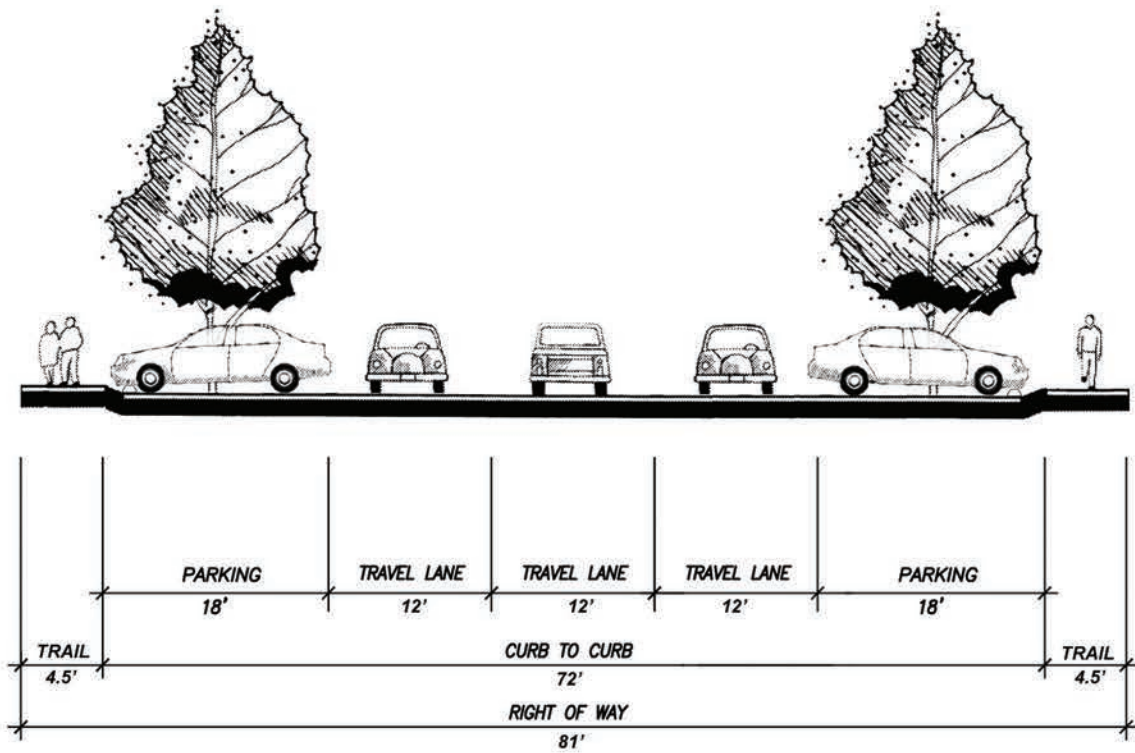 PARKING
18'
TRAVEL LANE
12'
TRAVEL LANE
12'
TRAVEL LANE
12'
PARKING
18'
TRAIL
4.5'
CURB TO CURB
72'
TRAIL
4.5'
RIGHT OF WAY
81'